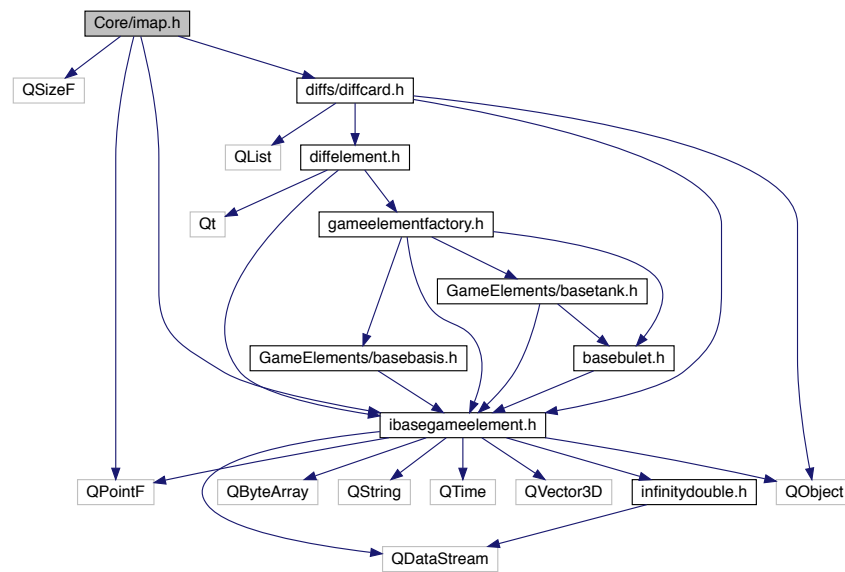 Core/imap.h
QSizeF
diffs/diffcard.h
QList
diffelement.h
Qt
gameelementfactory.h
GameElements/basetank.h
GameElements/basebasis.h
basebulet.h
ibasegameelement.h
QPointF
QByteArray
QString
QTime
QVector3D
infinitydouble.h
QObject
QDataStream